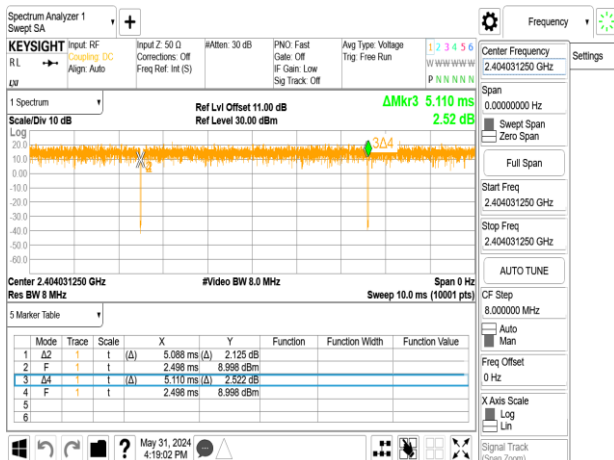 Spectrum Analyzer 1
Swept SA
Frequency
KEYSIGHT Input: RF Input Z: 50 Ω #Atten: 30 dB PNO: Fast Avg Type: Voltage 1 2 3 4 5 6
RL Coupling: DC Corrections: Off Gate: Off Trig: Free Run W W W W W W
Align: Auto Freq Ref: Int (S) IF Gain: Low
Sig Track: Off P N N N N N
1 Spectrum
Scale/Div 10 dB
Ref Lvl Offset 11.00 dB
Ref Level 30.00 dBm
ΔMkr3 5.110 ms
2.52 dB
Log
20.0
10.0
0.00
-10.0
-20.0
-30.0
-40.0
-50.0
-60.0
3Δ4
Center 2.404031250 GHz #Video BW 8.0 MHz Span 0 Hz
Res BW 8 MHz Sweep 10.0 ms (10001 pts)
5 Marker Table
Mode Trace Scale X Y Function Function Width Function Value
1 Δ2 1 t (Δ) 5.088 ms (Δ) 2.125 dB
2 F 1 t 2.498 ms 8.998 dBm
3 Δ4 1 t (Δ) 5.110 ms (Δ) 2.522 dB
4 F 1 t 2.498 ms 8.998 dBm
5
6
May 31, 2024
4:19:02 PM
Center Frequency
2.404031250 GHz
Settings
Span
0.00000000 Hz
Swept Span
Zero Span
Full Span
Start Freq
2.404031250 GHz
Stop Freq
2.404031250 GHz
AUTO TUNE
CF Step
8.000000 MHz
Auto
Man
Freq Offset
0 Hz
X Axis Scale
Log
Lin
Signal Track
(Span Zoom)